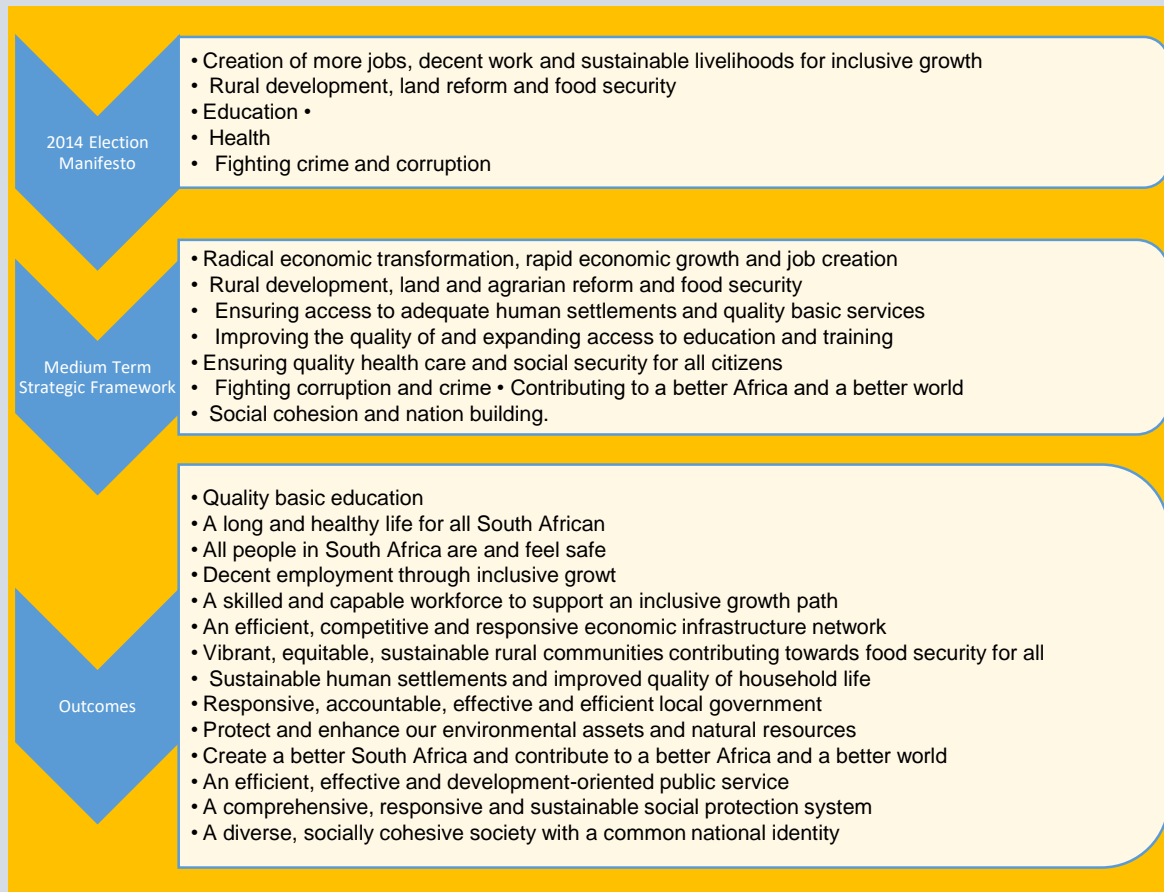 2014 Election
Manifesto
• Creation of more jobs, decent work and sustainable livelihoods for inclusive growth
• Rural development, land reform and food security
• Education •
• Health
• Fighting crime and corruption
Medium Term
Strategic Framework
• Radical economic transformation, rapid economic growth and job creation
• Rural development, land and agrarian reform and food security
• Ensuring access to adequate human settlements and quality basic services
• Improving the quality of and expanding access to education and training
• Ensuring quality health care and social security for all citizens
• Fighting corruption and crime • Contributing to a better Africa and a better world
• Social cohesion and nation building.
Outcomes
• Quality basic education
• A long and healthy life for all South African
• All people in South Africa are and feel safe
• Decent employment through inclusive growt
• A skilled and capable workforce to support an inclusive growth path
• An efficient, competitive and responsive economic infrastructure network
• Vibrant, equitable, sustainable rural communities contributing towards food security for all
• Sustainable human settlements and improved quality of household life
• Responsive, accountable, effective and efficient local government
• Protect and enhance our environmental assets and natural resources
• Create a better South Africa and contribute to a better Africa and a better world
• An efficient, effective and development-oriented public service
• A comprehensive, responsive and sustainable social protection system
• A diverse, socially cohesive society with a common national identity